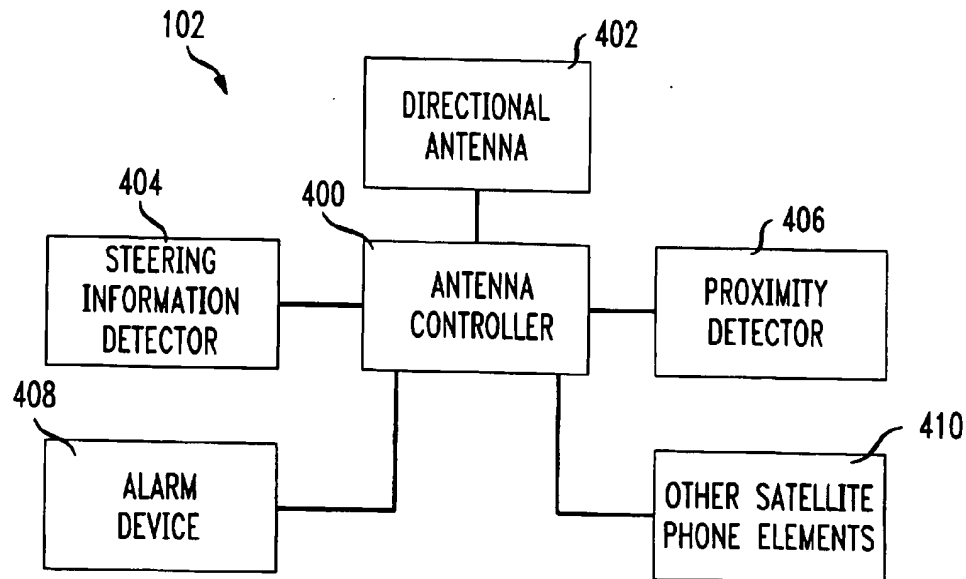 102
402
DIRECTIONAL
ANTENNA
404
400
406
STEERING
INFORMATION
DETECTOR
ANTENNA
CONTROLLER
PROXIMITY
DETECTOR
408
410
ALARM
DEVICE
OTHER SATELLITE
PHONE ELEMENTS